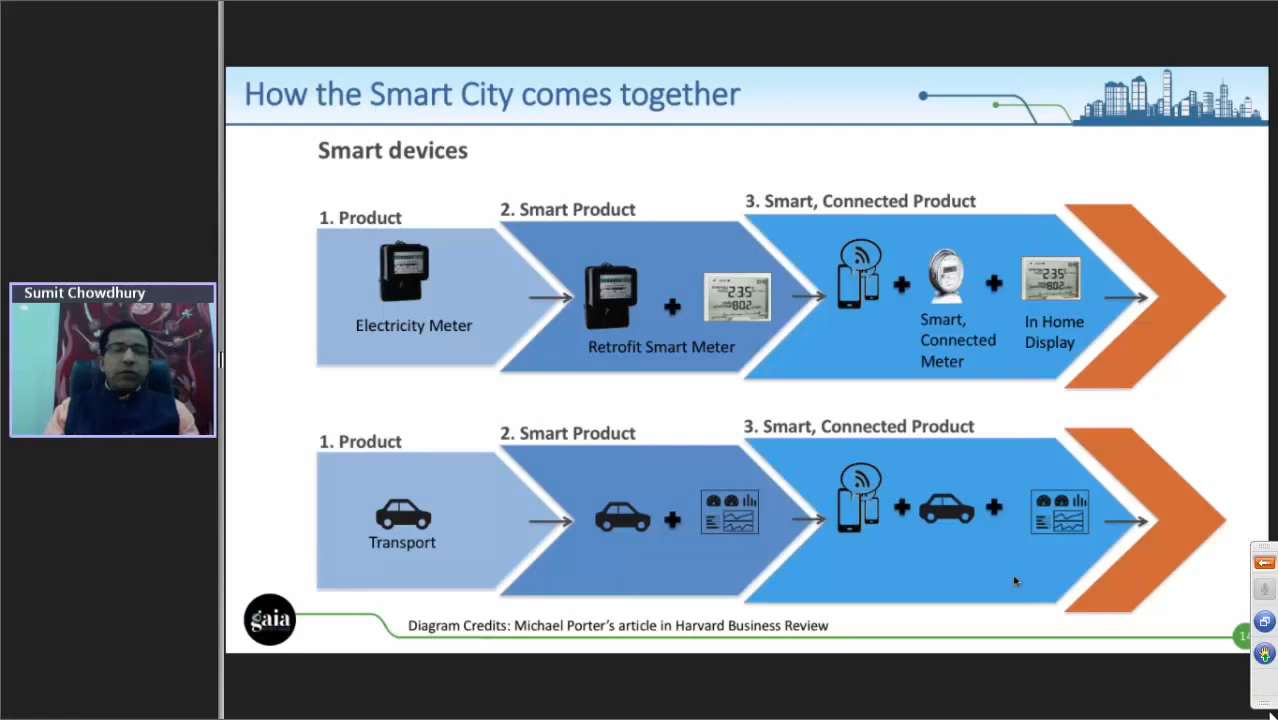 How the Smart City comes together
Smart devices
1. Product
2. Smart Product
3. Smart, Connected Product
Electricity Meter
235
802
Retrofit Smart Meter
Smart,
Connected
Meter
235
802
In Home
Display
Sumit Chowdhury
1. Product
2. Smart Product
3. Smart, Connected Product
Transport
gaia
Diagram Credits: Michael Porter's article in Harvard Business Review